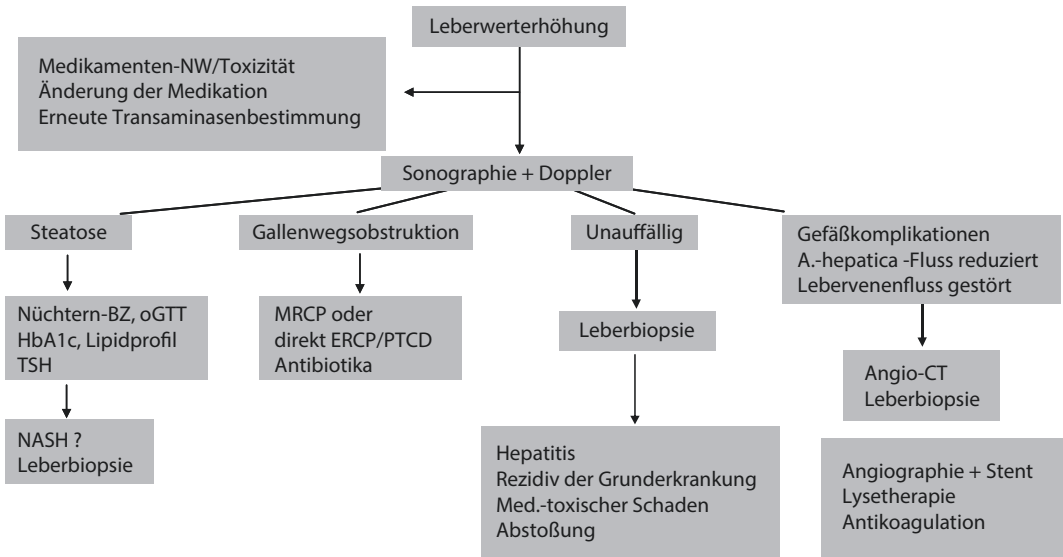 Leberwerterhöhung
Medikamenten-NW/Toxizität
Änderung der Medikation
Erneute Transaminasenbestimmung
Sonographie + Doppler
Steatose
Gallenwegsobstruktion
Unauffällig
Gefäßkomplikationen
A.-hepatica -Fluss reduziert
Lebervenenfluss gestört
Nüchtern-BZ, oGTT
HbA1c, Lipidprofil
TSH
MRCP oder
direkt ERCP/PTCD
Antibiotika
Leberbiopsie
Angio-CT
Leberbiopsie
NASH ?
Leberbiopsie
Hepatitis
Rezidiv der Grunderkrankung
Med.-toxischer Schaden
Abstoßung
Angiographie + Stent
Lysetherapie
Antikoagulation